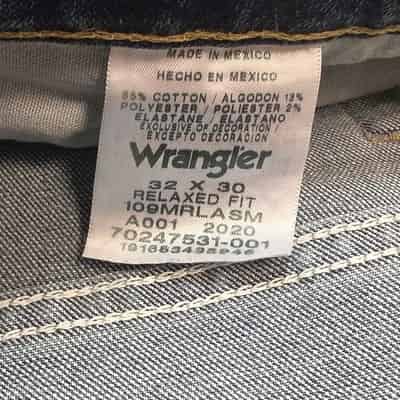 MADE IN MEXICO
HECHO EN MEXICO
85% COTTON / ALGODON 13%
POLYESTER / POLIESTER 2%
ELASTANE / ELASTANO
EXCLUSIVE OF DECORATION /
EXCEPTO DECORACION
Wrangler
32 X 30
RELAXED FIT
109MRLASM
A001 2020
70247531-001